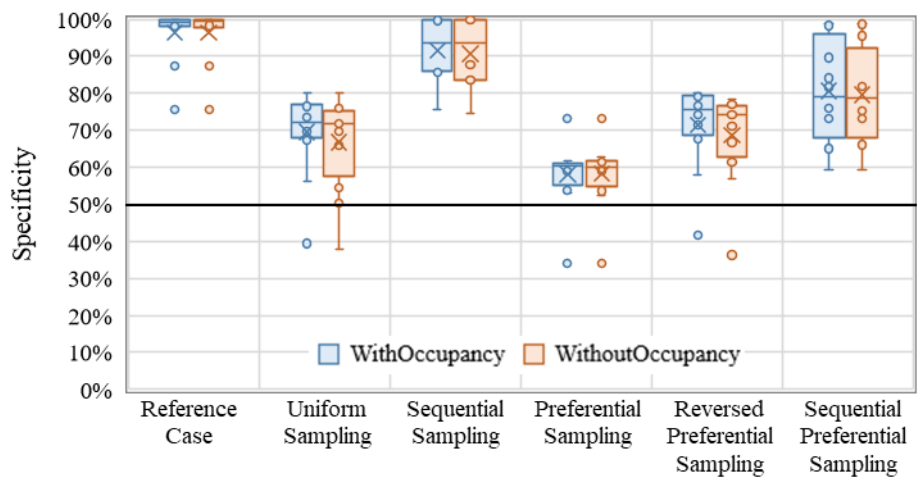 Specificity
100%
90%
80%
70%
60%
50%
40%
30%
20%
10%
0%
WithOccupancy
WithoutOccupancy
Reference
Case
Uniform
Sampling
Sequential
Sampling
Preferential
Sampling
Reversed
Preferential
Sampling
Sequential
Preferential
Sampling